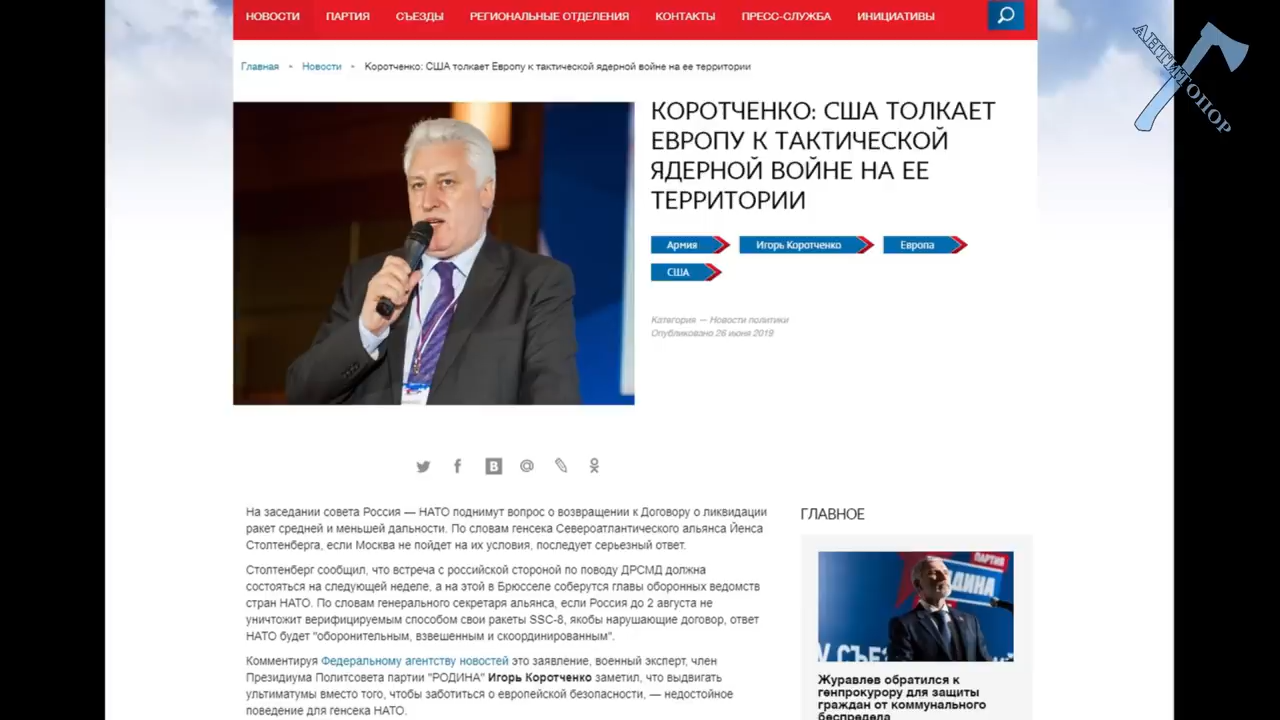 НОВОСТИ ПАРТИЯ СЪЕЗДЫ РЕГИОНАЛЬНЫЕ ОТДЕЛЕНИЯ КОНТАКТЫ ПРЕСС-СЛУЖБА ИНИЦИАТИВЫ
АНТИТОПОР
Главная - Новости - Коротченко: США толкает Европу к тактической ядерной войне на ее территории
КОРОТЧЕНКО: США ТОЛКАЕТ
ЕВРОПУ К ТАКТИЧЕСКОЙ
ЯДЕРНОЙ ВОЙНЕ НА ЕЕ
ТЕРРИТОРИИ
Армия Игорь Коротченко Европа
США
Категория — Новости политики
Опубликовано 26 июня 2019
На заседании совета Россия — НАТО поднимут вопрос о возвращении к Договору о ликвидации
ракет средней и меньшей дальности. По словам генсека Североатлантического альянса Йенса
Столтенберга, если Москва не пойдет на их условия, последует серьезный ответ.
Столтенберг сообщил, что встреча с российской стороной по поводу ДРСМД должна
состояться на следующей неделе, а на этой в Брюсселе соберутся главы оборонных ведомств
стран НАТО. По словам генерального секретаря альянса, если Россия до 2 августа не
уничтожит верифицируемым способом свои ракеты SSC-8, якобы нарушающие договор, ответ
НАТО будет "оборонительным, взвешенным и скоординированным".
Комментируя Федеральному агентству новостей это заявление, военный эксперт, член
Президиума Политсовета партии "РОДИНА" Игорь Коротченко заметил, что выдвигать
ультиматумы вместо того, чтобы заботиться о европейской безопасности, — недостойное
поведение для генсека НАТО.
ГЛАВНОЕ
ПАРТИЯ
РОДИНА
Журавлев обратился к
генпрокурору для защиты
граждан от коммунального
беспредела